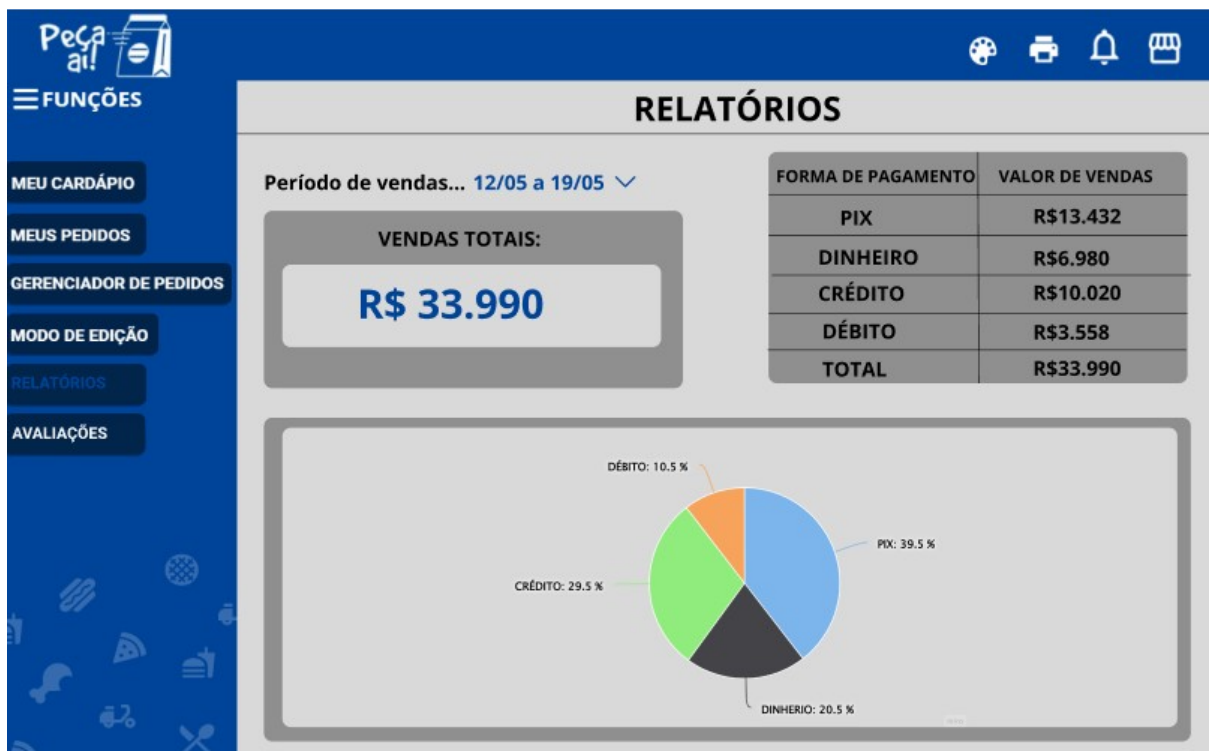 Peça
aí!
FUNÇÕES
MEU CARDÁPIO
MEUS PEDIDOS
GERENCIADOR DE PEDIDOS
MODO DE EDIÇÃO
RELATÓRIOS
AVALIAÇÕES
RELATÓRIOS
Período de vendas... 12/05 a 19/05
VENDAS TOTAIS:
R$ 33.990
FORMA DE PAGAMENTO VALOR DE VENDAS
PIX R$13.432
DINHEIRO R$6.980
CRÉDITO R$10.020
DÉBITO R$3.558
TOTAL R$33.990
DÉBITO: 10.5 %
PIX: 39.5 %
CRÉDITO: 29.5 %
DINHERIO: 20.5 %